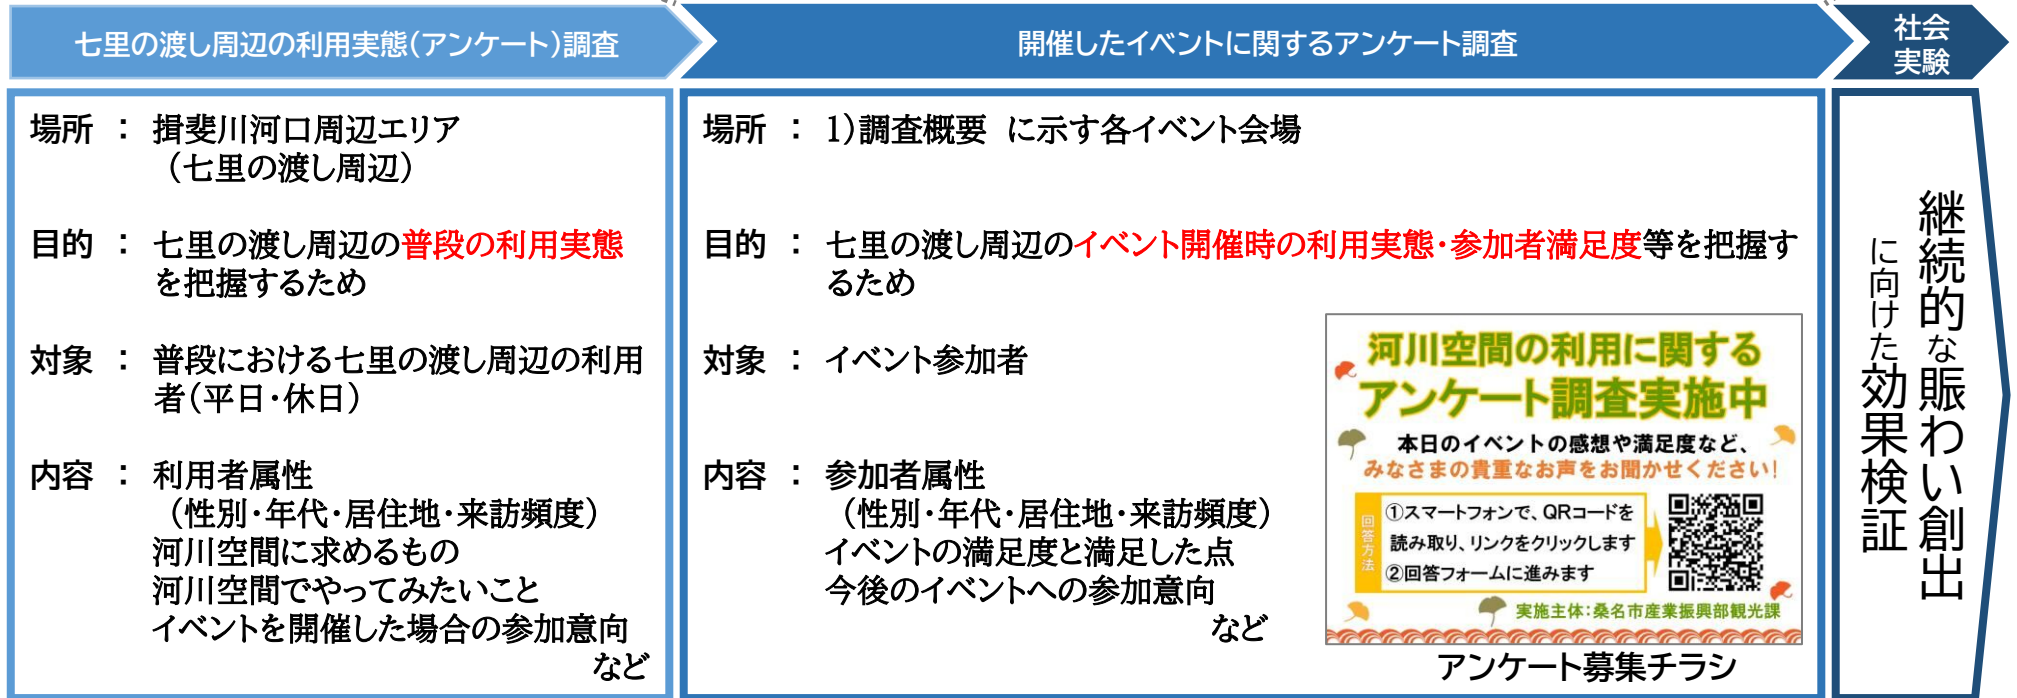 七里の渡し周辺の利用実態(アンケート)調査
場所 : 揖斐川河口周辺エリア
(七里の渡し周辺)
目的 : 七里の渡し周辺の普段の利用実態
を把握するため
対象 : 普段における七里の渡し周辺の利用
者(平日・休日)
内容 : 利用者属性
(性別・年代・居住地・来訪頻度)
河川空間に求めるもの
河川空間でやってみたいこと
イベントを開催した場合の参加意向
など
開催したイベントに関するアンケート調査
場所 : 1)調査概要 に示す各イベント会場
目的 : 七里の渡し周辺のイベント開催時の利用実態・参加者満足度等を把握す
るため
対象 : イベント参加者
内容 : 参加者属性
(性別・年代・居住地・来訪頻度)
イベントの満足度と満足した点
今後のイベントへの参加意向
など
河川空間の利用に関する
アンケート調査実施中
本日のイベントの感想や満足度など、
みなさまの貴重なお声をお聞かせください!
回答方法
①スマートフォンで、QRコードを
読み取り、リンクをクリックします
②回答フォームに進みます
実施主体:桑名市産業振興部観光課
アンケート募集チラシ
社会
実験
継続的な賑わい創出
に向けた効果検証